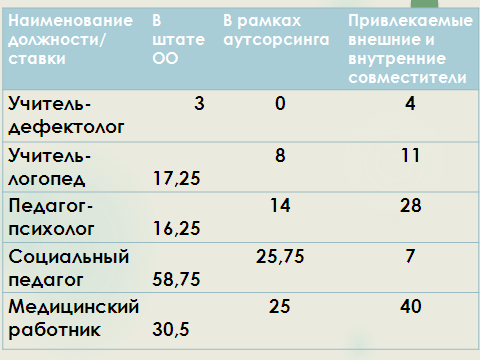 Наименование должности/ ставки | В штате ОО | В рамках аутсорсинга | Привлекаемые внешние и внутренние совместители
Учитель-дефектолог | 3 | 0 | 4
Учитель-логопед | 17,25 | 8 | 11
Педагог-психолог | 16,25 | 14 | 28
Социальный педагог | 58,75 | 25,75 | 7
Медицинский работник | 30,5 | 25 | 40